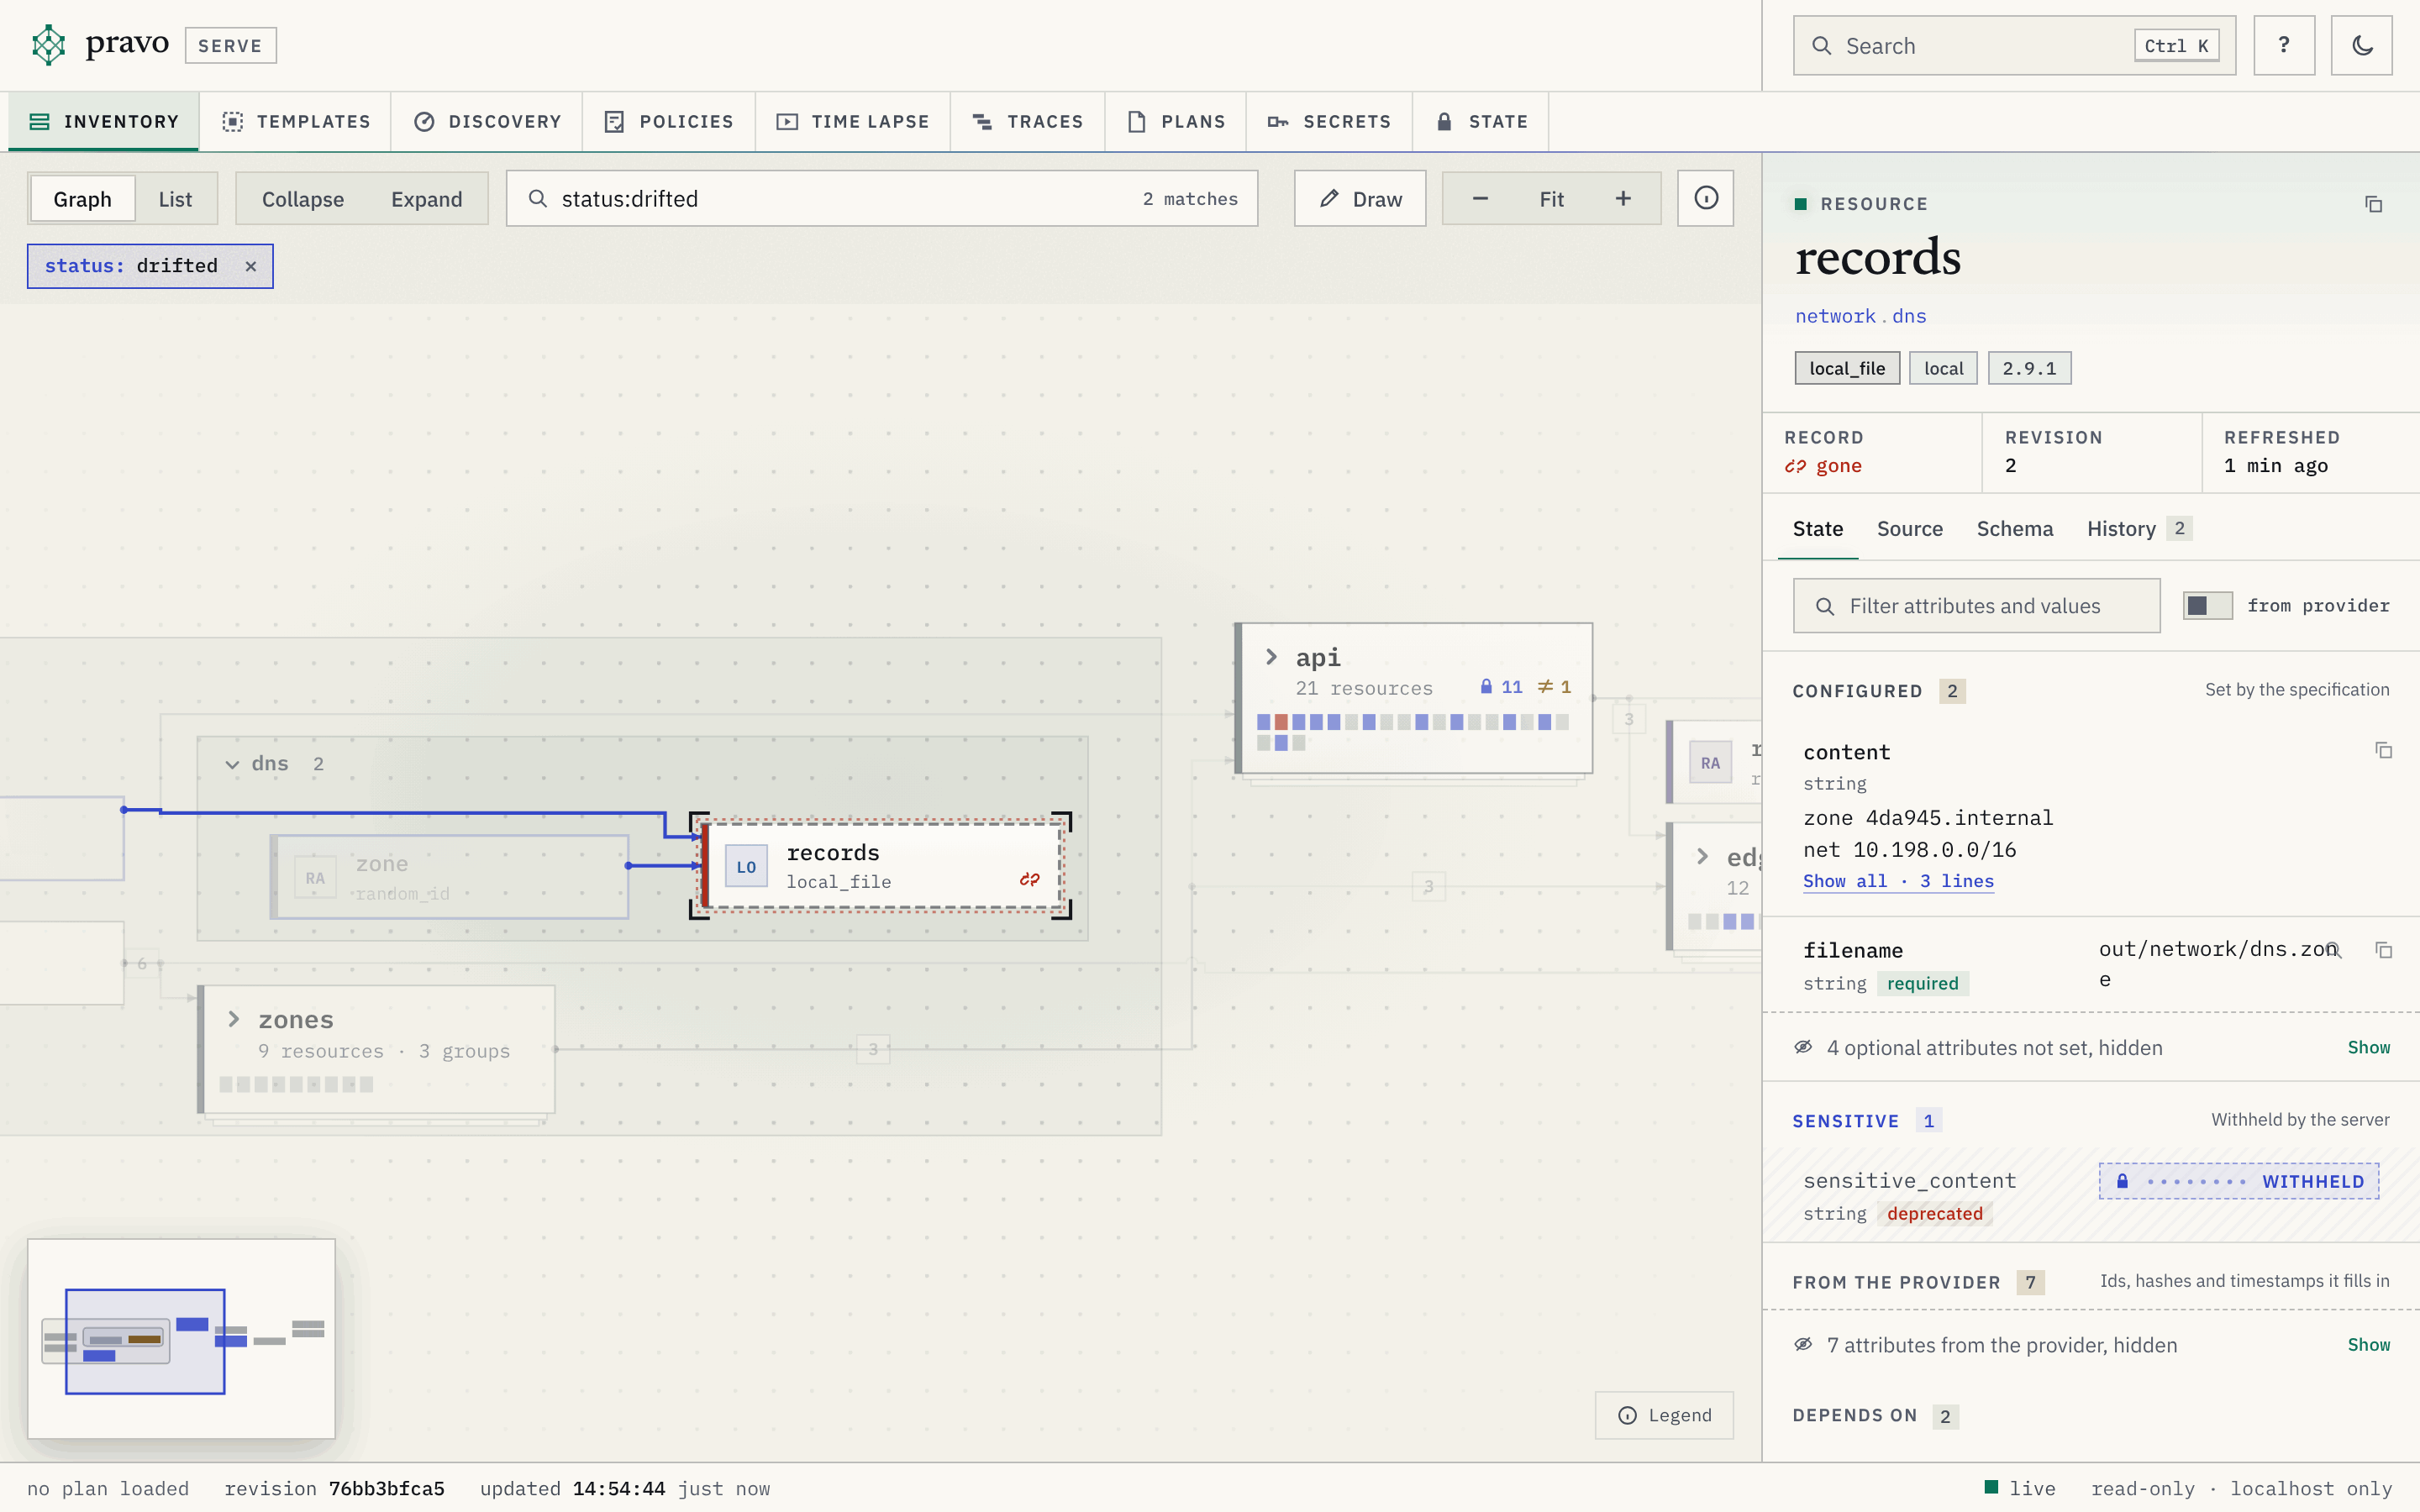 pravo SERVE
Search Ctrl K ?
INVENTORY TEMPLATES DISCOVERY POLICIES TIME LAPSE TRACES PLANS SECRETS STATE
Graph List Collapse Expand status:drifted 2 matches Draw − Fit +
status: drifted ×
RESOURCE
records
network.dns
local_file local 2.9.1
RECORD REVISION REFRESHED
gone 2 1 min ago
State Source Schema History 2
Filter attributes and values from provider
CONFIGURED 2 Set by the specification
content
string
zone 4da945.internal
net 10.198.0.0/16
Show all · 3 lines
filename out/network/dns.zon
e
string required
4 optional attributes not set, hidden Show
SENSITIVE 1 Withheld by the server
sensitive_content WITHHELD
string deprecated
FROM THE PROVIDER 7 Ids, hashes and timestamps it fills in
7 attributes from the provider, hidden Show
DEPENDS ON 2
api
21 resources 11 ≠ 1
3
RA
dns 2
RA zone
random_id
LO records
local_file
12
3
6
zones
9 resources · 3 groups
3
Legend
no plan loaded revision 76bb3bfca5 updated 14:54:44 just now
live read-only · localhost only